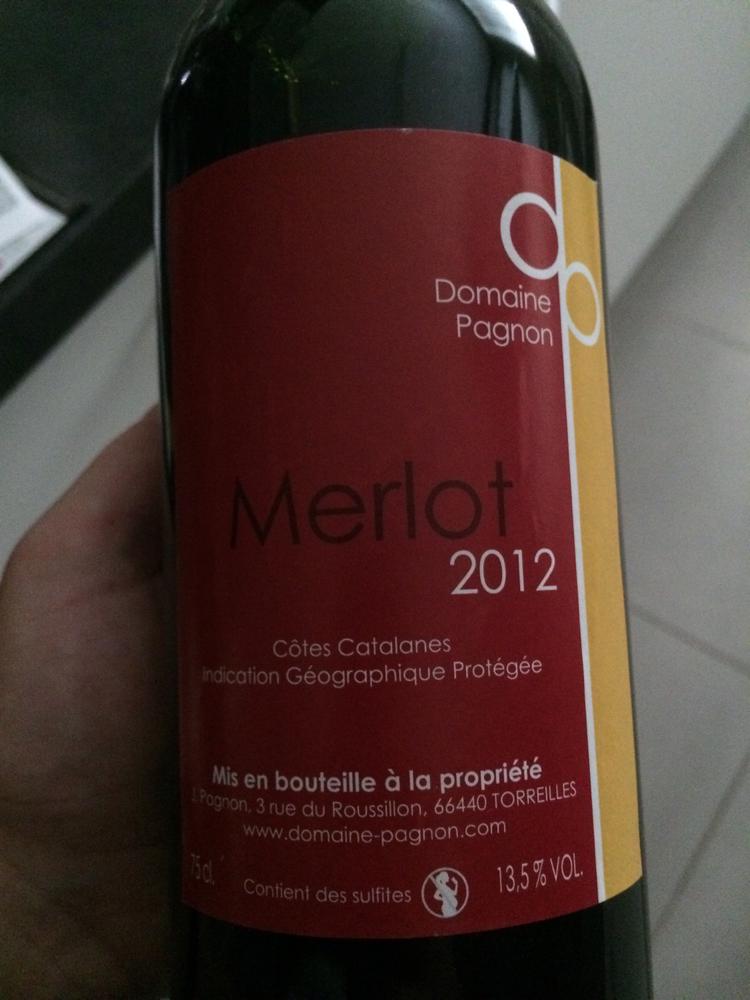 dp
Domaine
Pagnon
Merlot
2012
Côtes Catalanes
Indication Géographique Protégée
Mis en bouteille à la propriété
J. Pagnon, 3 rue du Roussillon, 66440 TORREILLES
www.domaine-pagnon.com
75 cl. Contient des sulfites 13,5 % VOL.